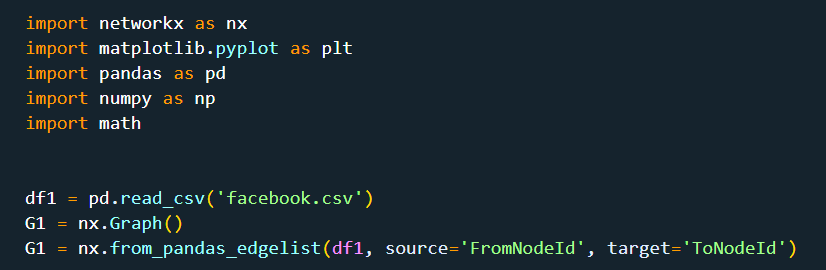 import networkx as nx
import matplotlib.pyplot as plt
import pandas as pd
import numpy as np
import math
df1 = pd.read_csv('facebook.csv')
G1 = nx.Graph()
G1 = nx.from_pandas_edgelist(df1, source='FromNodeId', target='ToNodeId')